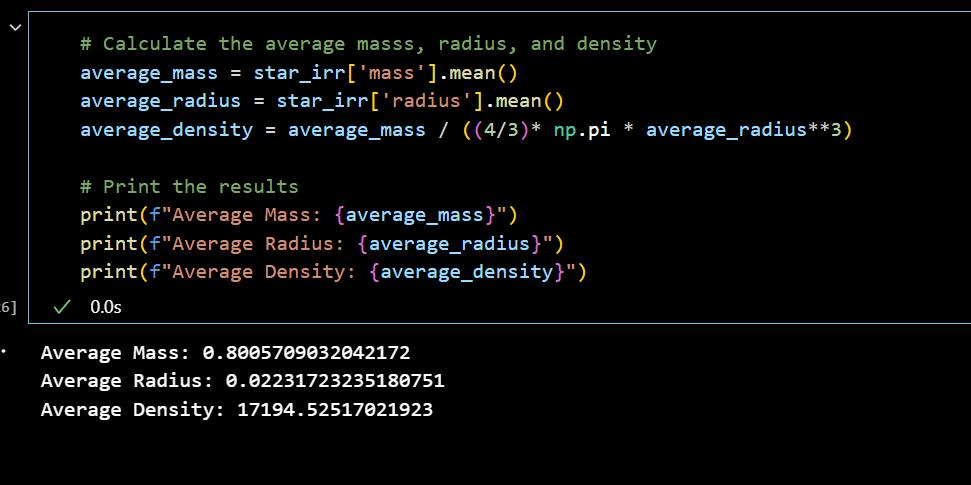 # Calculate the average masss, radius, and density
average_mass = star_irr['mass'].mean()
average_radius = star_irr['radius'].mean()
average_density = average_mass / ((4/3)* np.pi * average_radius**3)
# Print the results
print(f"Average Mass: {average_mass}")
print(f"Average Radius: {average_radius}")
print(f"Average Density: {average_density}")
6] ✓ 0.0s
Average Mass: 0.8005709032042172
Average Radius: 0.02231723235180751
Average Density: 17194.52517021923